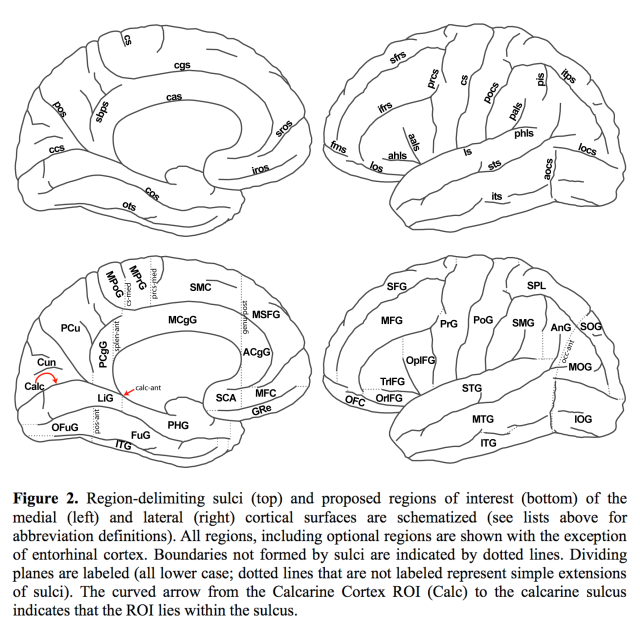 cs
cgs
cas
pos
sbps
ccs
sros
iros
cos
ots
sfrs
prcs
cs
pocs
pis
itps
ifrs
pals
aals
phls
fms
ahls
los
ls
sts
aocs
locs
its
MPoG
cs-med
MPrG
prcs-med
SMC
genu-post
MSFG
MCgG
PCu
PCgG
splen-ant
ACgG
Cun
Calc
calc-ant
LiG
SCA
MFC
GRe
PHG
OFuG
pos-ant
FuG
ITG
SFG
SPL
MFG
PrG
PoG
SMG
AnG
SOG
occ-ant
OpIFG
MOG
TrIFG
OrIFG
OFC
STG
MTG
IOG
ITG
Figure 2. Region-delimiting sulci (top) and proposed regions of interest (bottom) of the
medial (left) and lateral (right) cortical surfaces are schematized (see lists above for
abbreviation definitions). All regions, including optional regions are shown with the
exception of entorhinal cortex. Boundaries not formed by sulci are indicated by dotted lines. Dividing
planes are labeled (all lower case; dotted lines that are not labeled represent simple extensions
of sulci). The curved arrow from the Calcarine Cortex ROI (Calc) to the calcarine sulcus
indicates that the ROI lies within the sulcus.